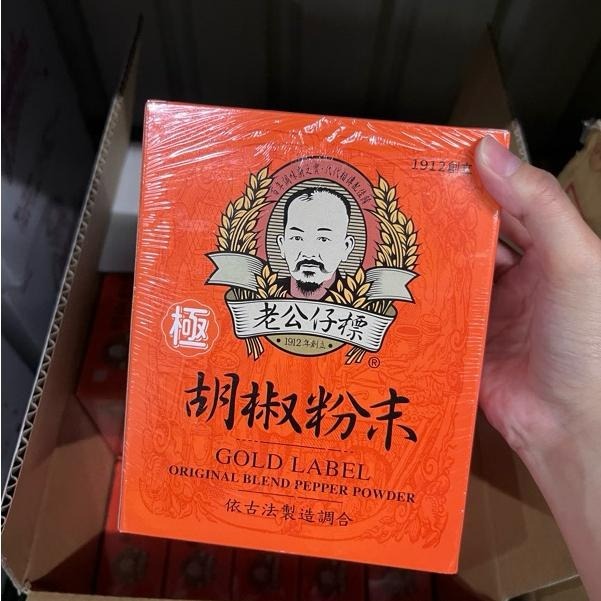 1912創立
老公仔標
1912年創立
®
極
胡椒粉末
GOLD LABEL
ORIGINAL BLEND PEPPER POWDER
依古法製造調合